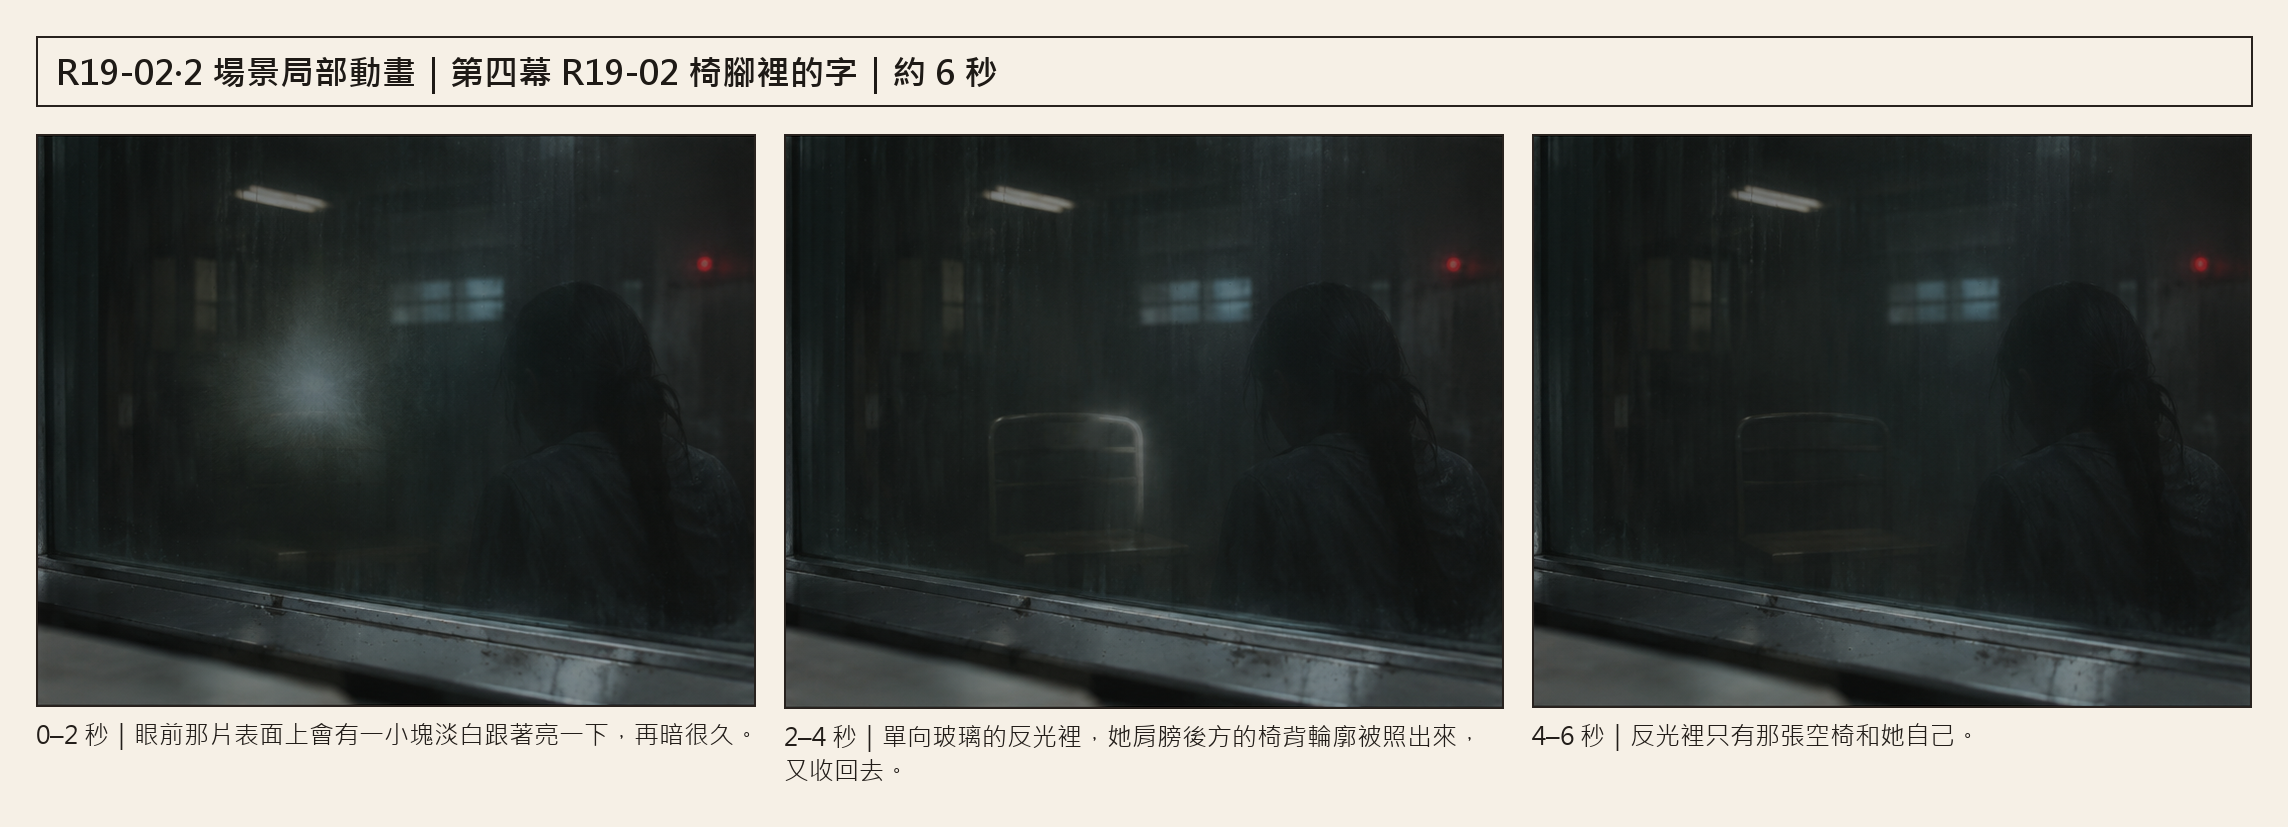 R19-02·2 場景局部動畫｜第四幕 R19-02 椅腳裡的字｜約 6 秒
0–2 秒｜眼前那片表面上會有一小塊淡白跟著亮一下，再暗很久。
2–4 秒｜單向玻璃的反光裡，她肩膀後方的椅背輪廓被照出來，
又收回去。
4–6 秒｜反光裡只有那張空椅和她自己。